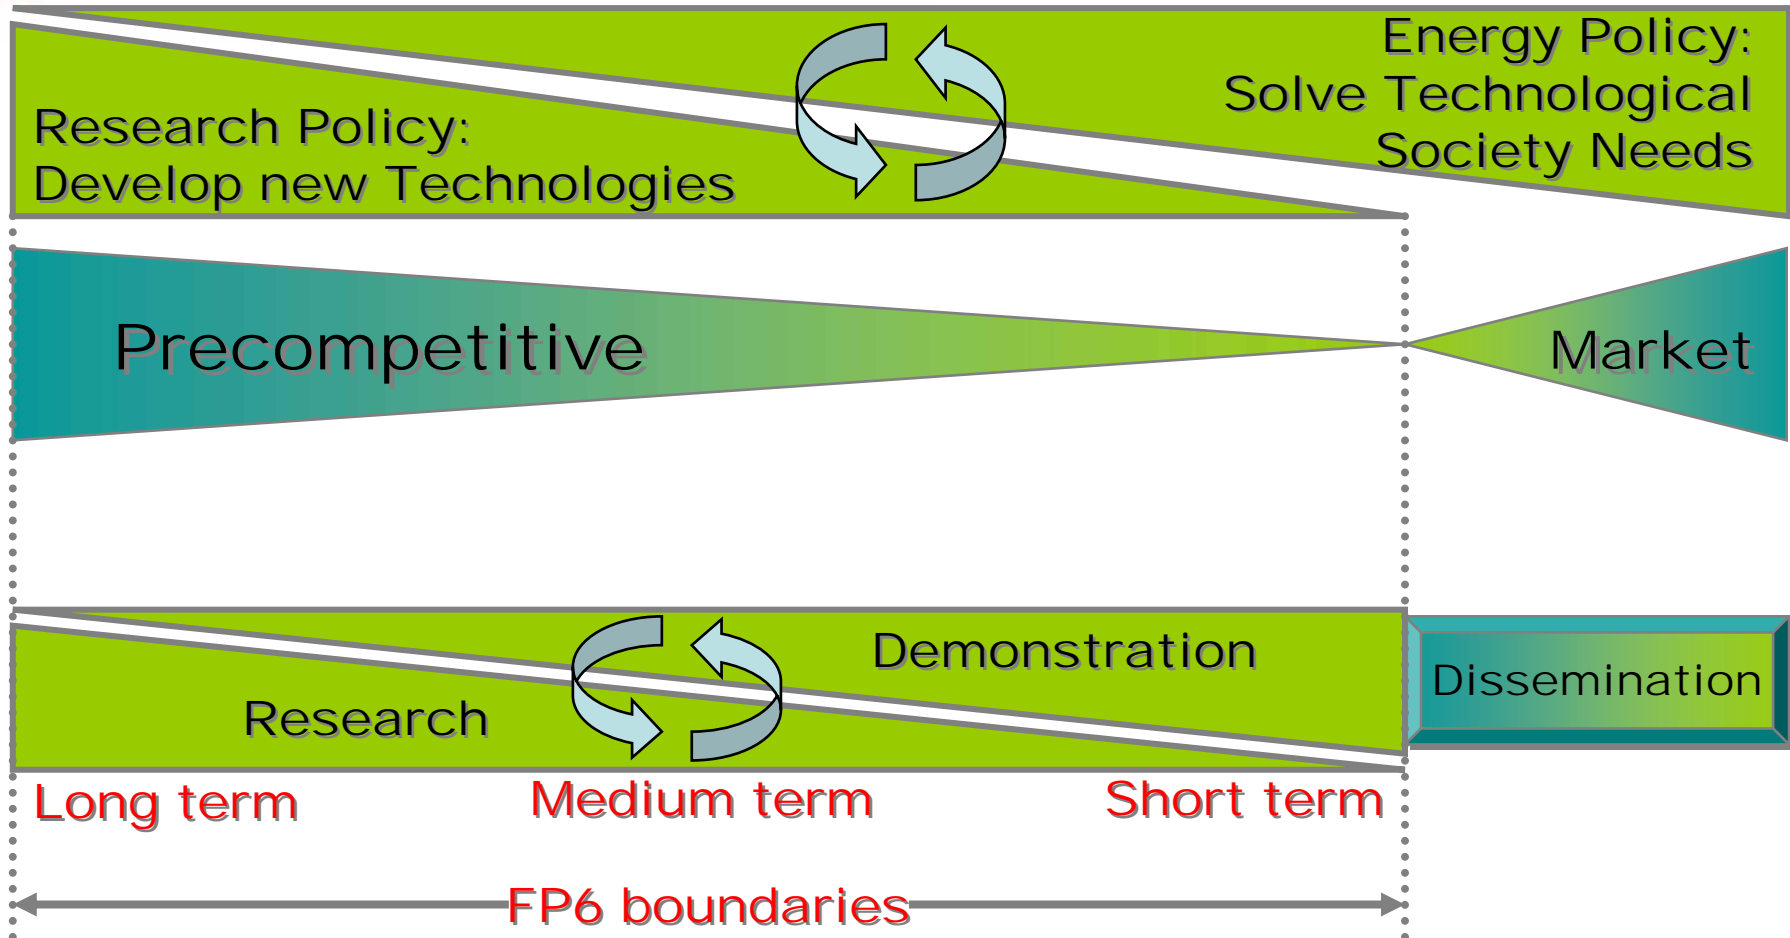 Research Policy:
Develop new Technologies
Energy Policy:
Solve Technological
Society Needs
Precompetitive
Market
Research
Demonstration
Dissemination
Long term
Medium term
Short term
FP6 boundaries